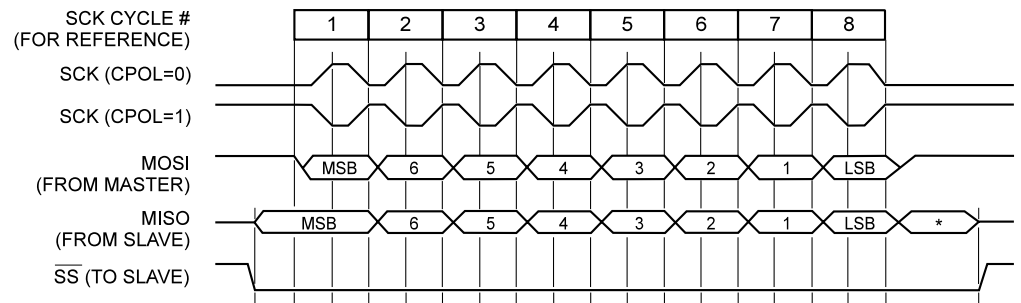 SCK CYCLE #
(FOR REFERENCE)
1 2 3 4 5 6 7 8
SCK (CPOL=0)
SCK (CPOL=1)
MOSI
(FROM MASTER)
MSB 6 5 4 3 2 1 LSB
MISO
(FROM SLAVE)
MSB 6 5 4 3 2 1 LSB *
SS (TO SLAVE)